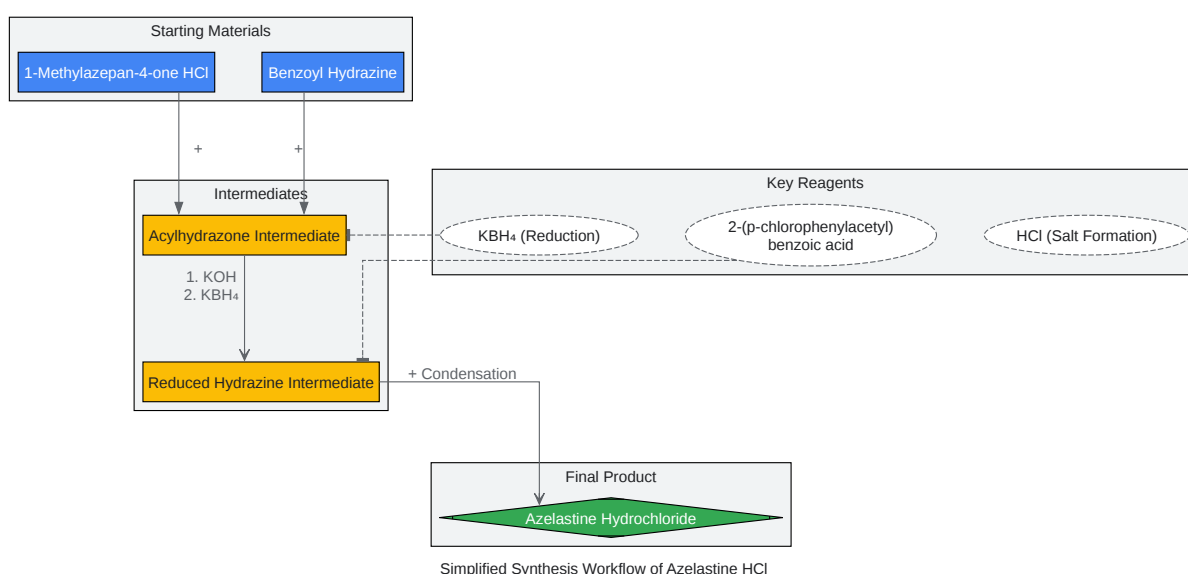 Starting Materials
1-Methylazepan-4-one HCl
Benzoyl Hydrazine
+
+
Intermediates
Acylhydrazone Intermediate
1. KOH
2. KBH₄
Reduced Hydrazine Intermediate
Key Reagents
KBH₄ (Reduction)
2-(p-chlorophenylacetyl)
benzoic acid
HCl (Salt Formation)
+ Condensation
Final Product
Azelastine Hydrochloride
Simplified Synthesis Workflow of Azelastine HCl